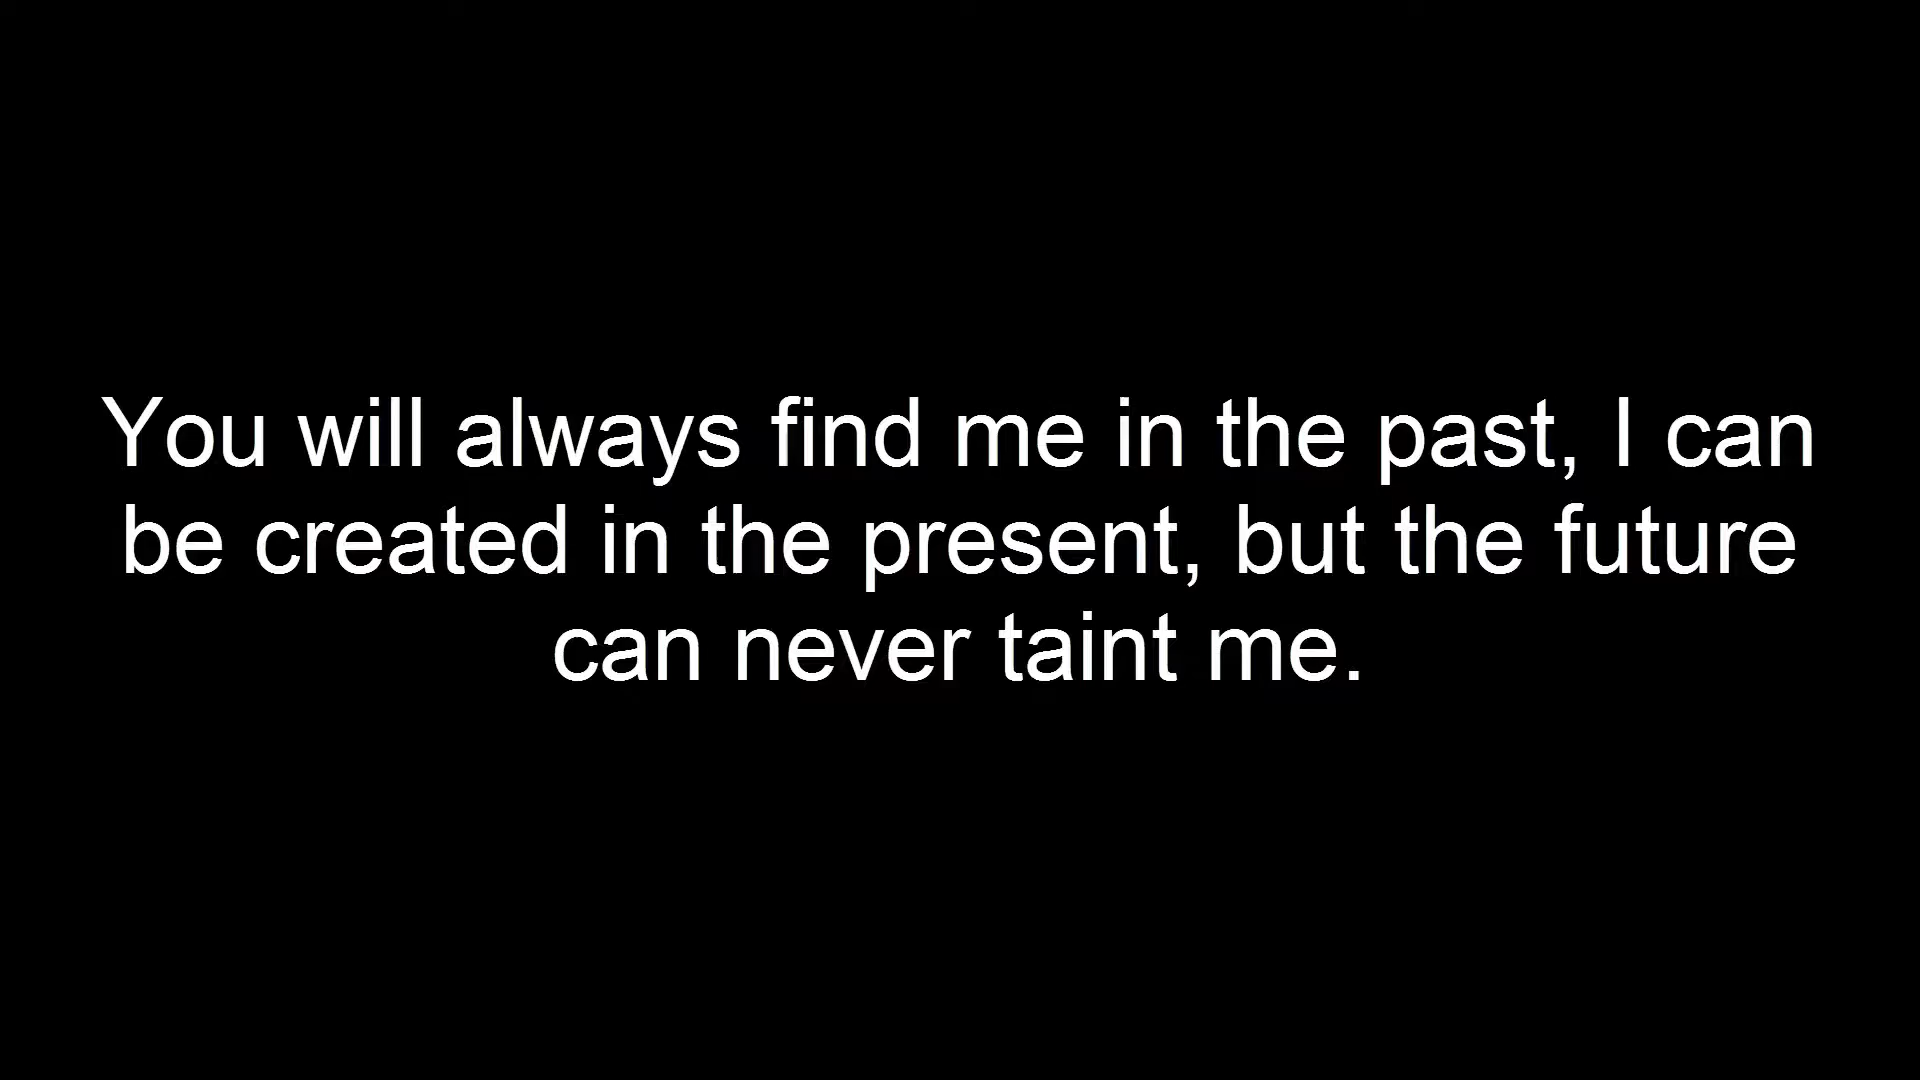 You will always find me in the past, I can
be created in the present, but the future
can never taint me.